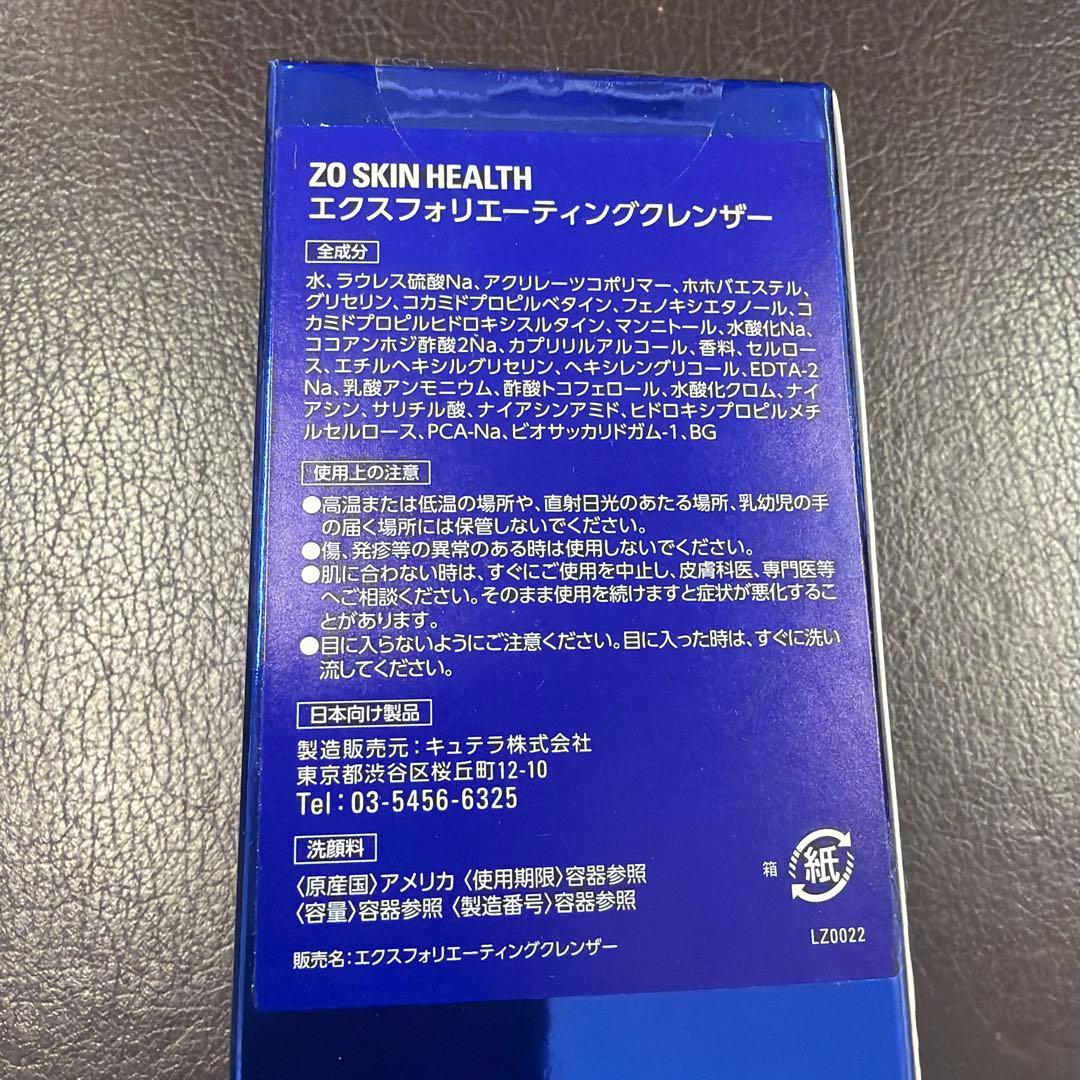 ZO SKIN HEALTH
エクスフォリエーティングクレンザー
全成分
水、ラウレス硫酸Na、アクリレーツコポリマー、ホホバエステル、
グリセリン、コカミドプロピルベタイン、フェノキシエタノール、コ
カミドプロピルヒドロキシスルタイン、マンニトール、水酸化Na、
ココアンホジ酢酸2Na、カプリリルアルコール、香料、セルロー
ス、エチルヘキシルグリセリン、ヘキシレングリコール、EDTA-2
Na、乳酸アンモニウム、酢酸トコフェロール、水酸化クロム、ナイ
アシン、サリチル酸、ナイアシンアミド、ヒドロキシプロピルメチ
ルセルロース、PCA-Na、ビオサッカリドガム-1、BG
使用上の注意
●高温または低温の場所や、直射日光のあたる場所、乳幼児の手
の届く場所には保管しないでください。
●傷、発疹等の異常のある時は使用しないでください。
●肌に合わない時は、すぐにご使用を中止し、皮膚科医、専門医等
へご相談ください。そのまま使用を続けますと症状が悪化するこ
とがあります。
●目に入らないようにご注意ください。目に入った時は、すぐに洗い
流してください。
日本向け製品
製造販売元：キュテラ株式会社
東京都渋谷区桜丘町12-10
Tel：03-5456-6325
洗顔料
〈原産国〉アメリカ〈使用期限〉容器参照
〈容量〉容器参照〈製造番号〉容器参照
販売名：エクスフォリエーティングクレンザー
箱
紙
LZ0022